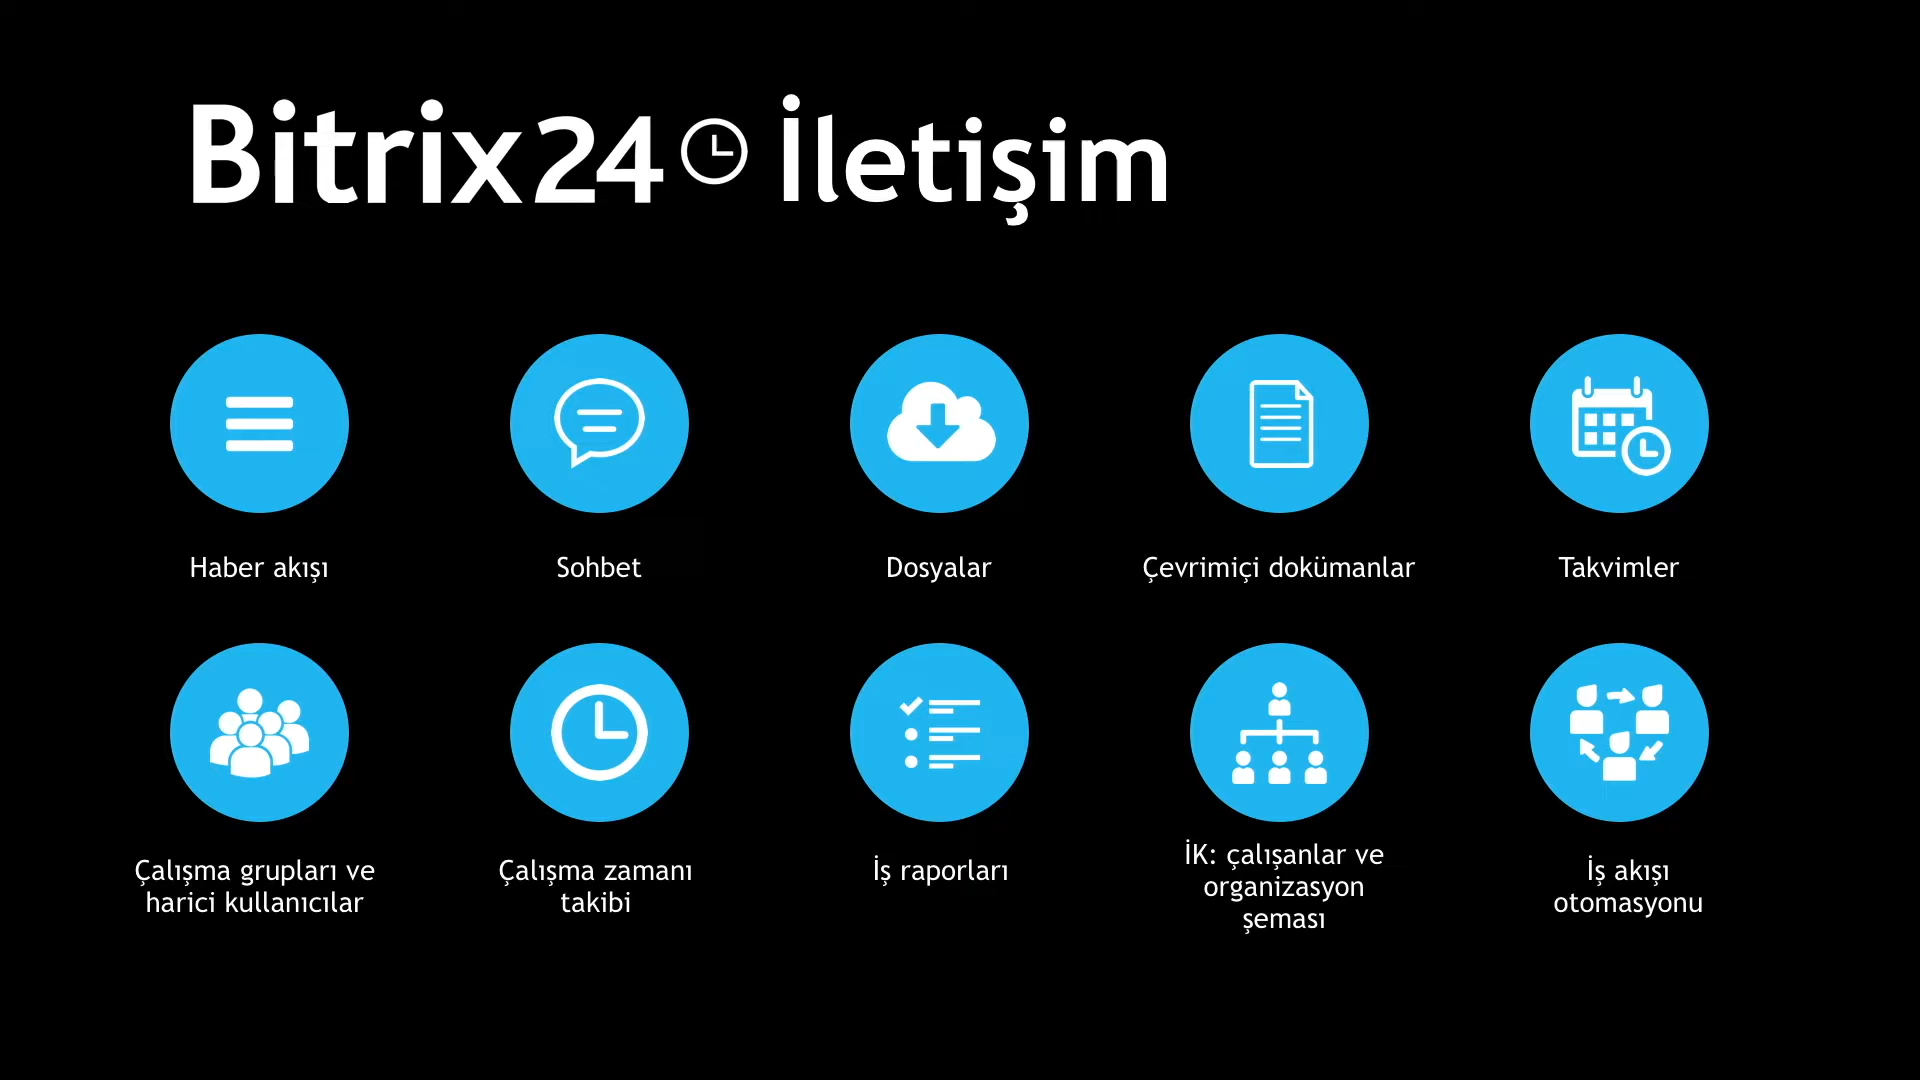 Bitrix24 İletişim
Haber akışı
Sohbet
Dosyalar
Çevrimiçi dokümanlar
Takvimler
Çalışma grupları ve
harici kullanıcılar
Çalışma zamanı
takibi
İş raporları
İK: çalışanlar ve
organizasyon
şeması
İş akışı
otomasyonu